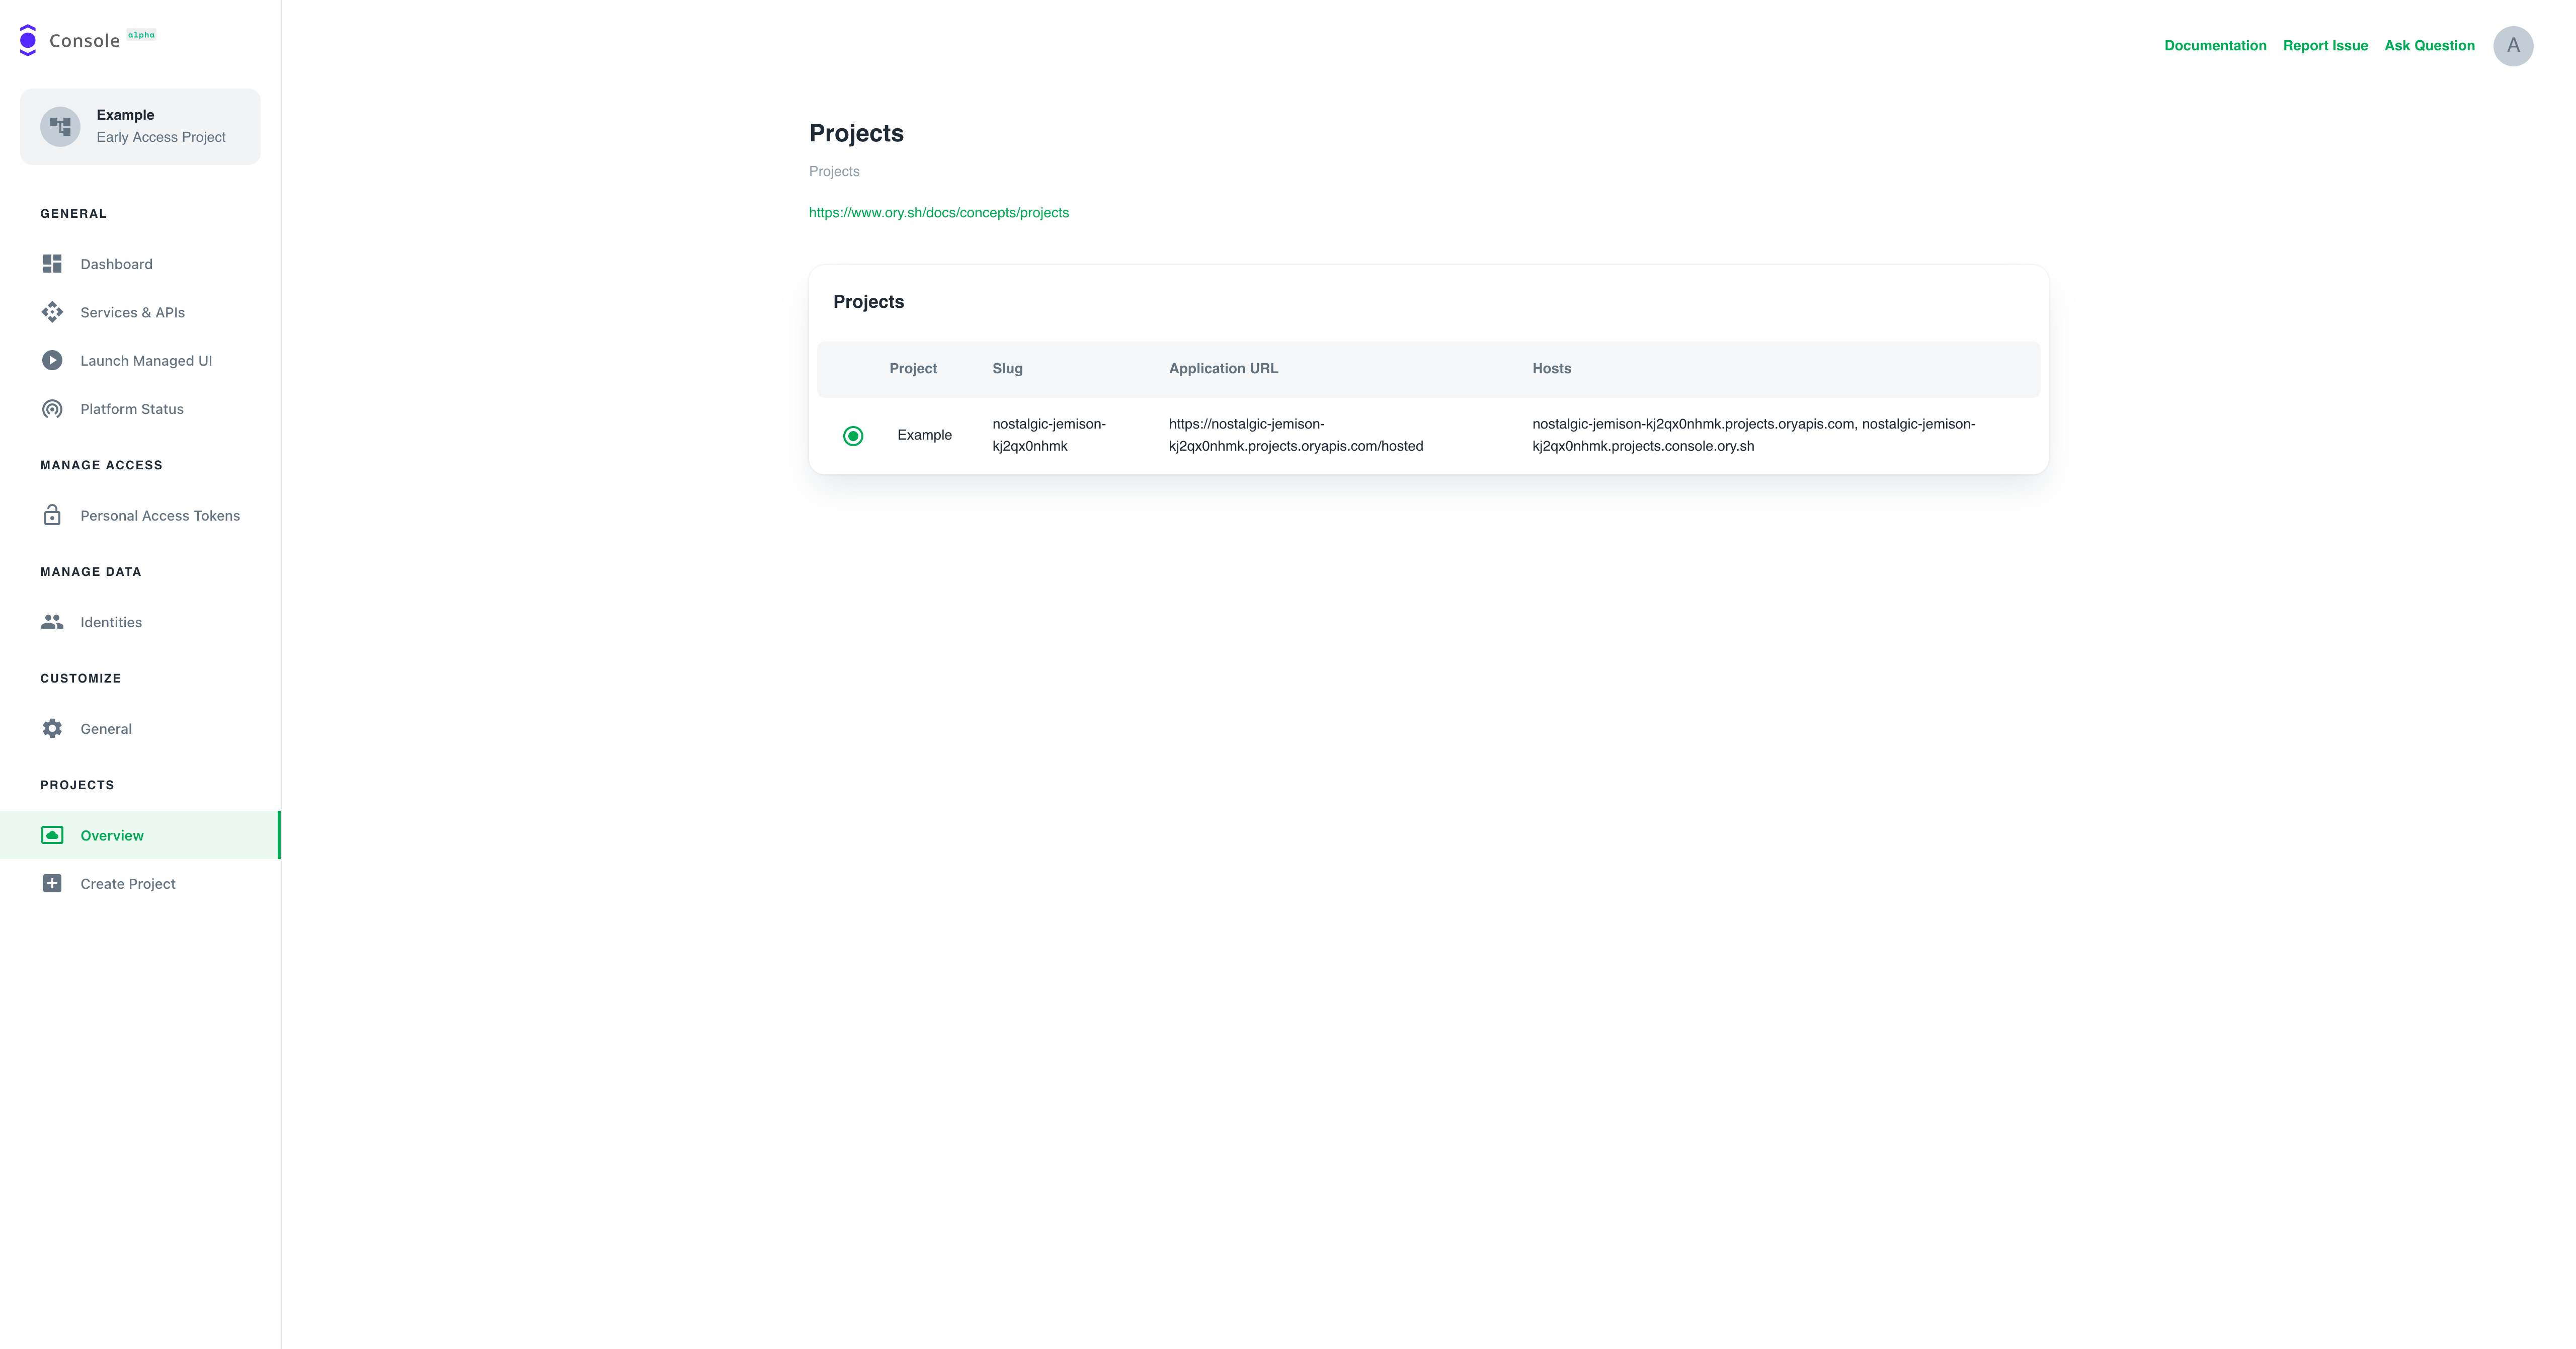 Console alpha
Documentation Report Issue Ask Question A
Example
Early Access Project
GENERAL
Dashboard
Services & APIs
Launch Managed UI
Platform Status
MANAGE ACCESS
Personal Access Tokens
MANAGE DATA
Identities
CUSTOMIZE
General
PROJECTS
Overview
Create Project
Projects
Projects
https://www.ory.sh/docs/concepts/projects
Projects
Project Slug Application URL Hosts
Example
nostalgic-jemison-
kj2qx0nhmk
https://nostalgic-jemison-
kj2qx0nhmk.projects.oryapis.com/hosted
nostalgic-jemison-kj2qx0nhmk.projects.oryapis.com, nostalgic-jemison-
kj2qx0nhmk.projects.console.ory.sh